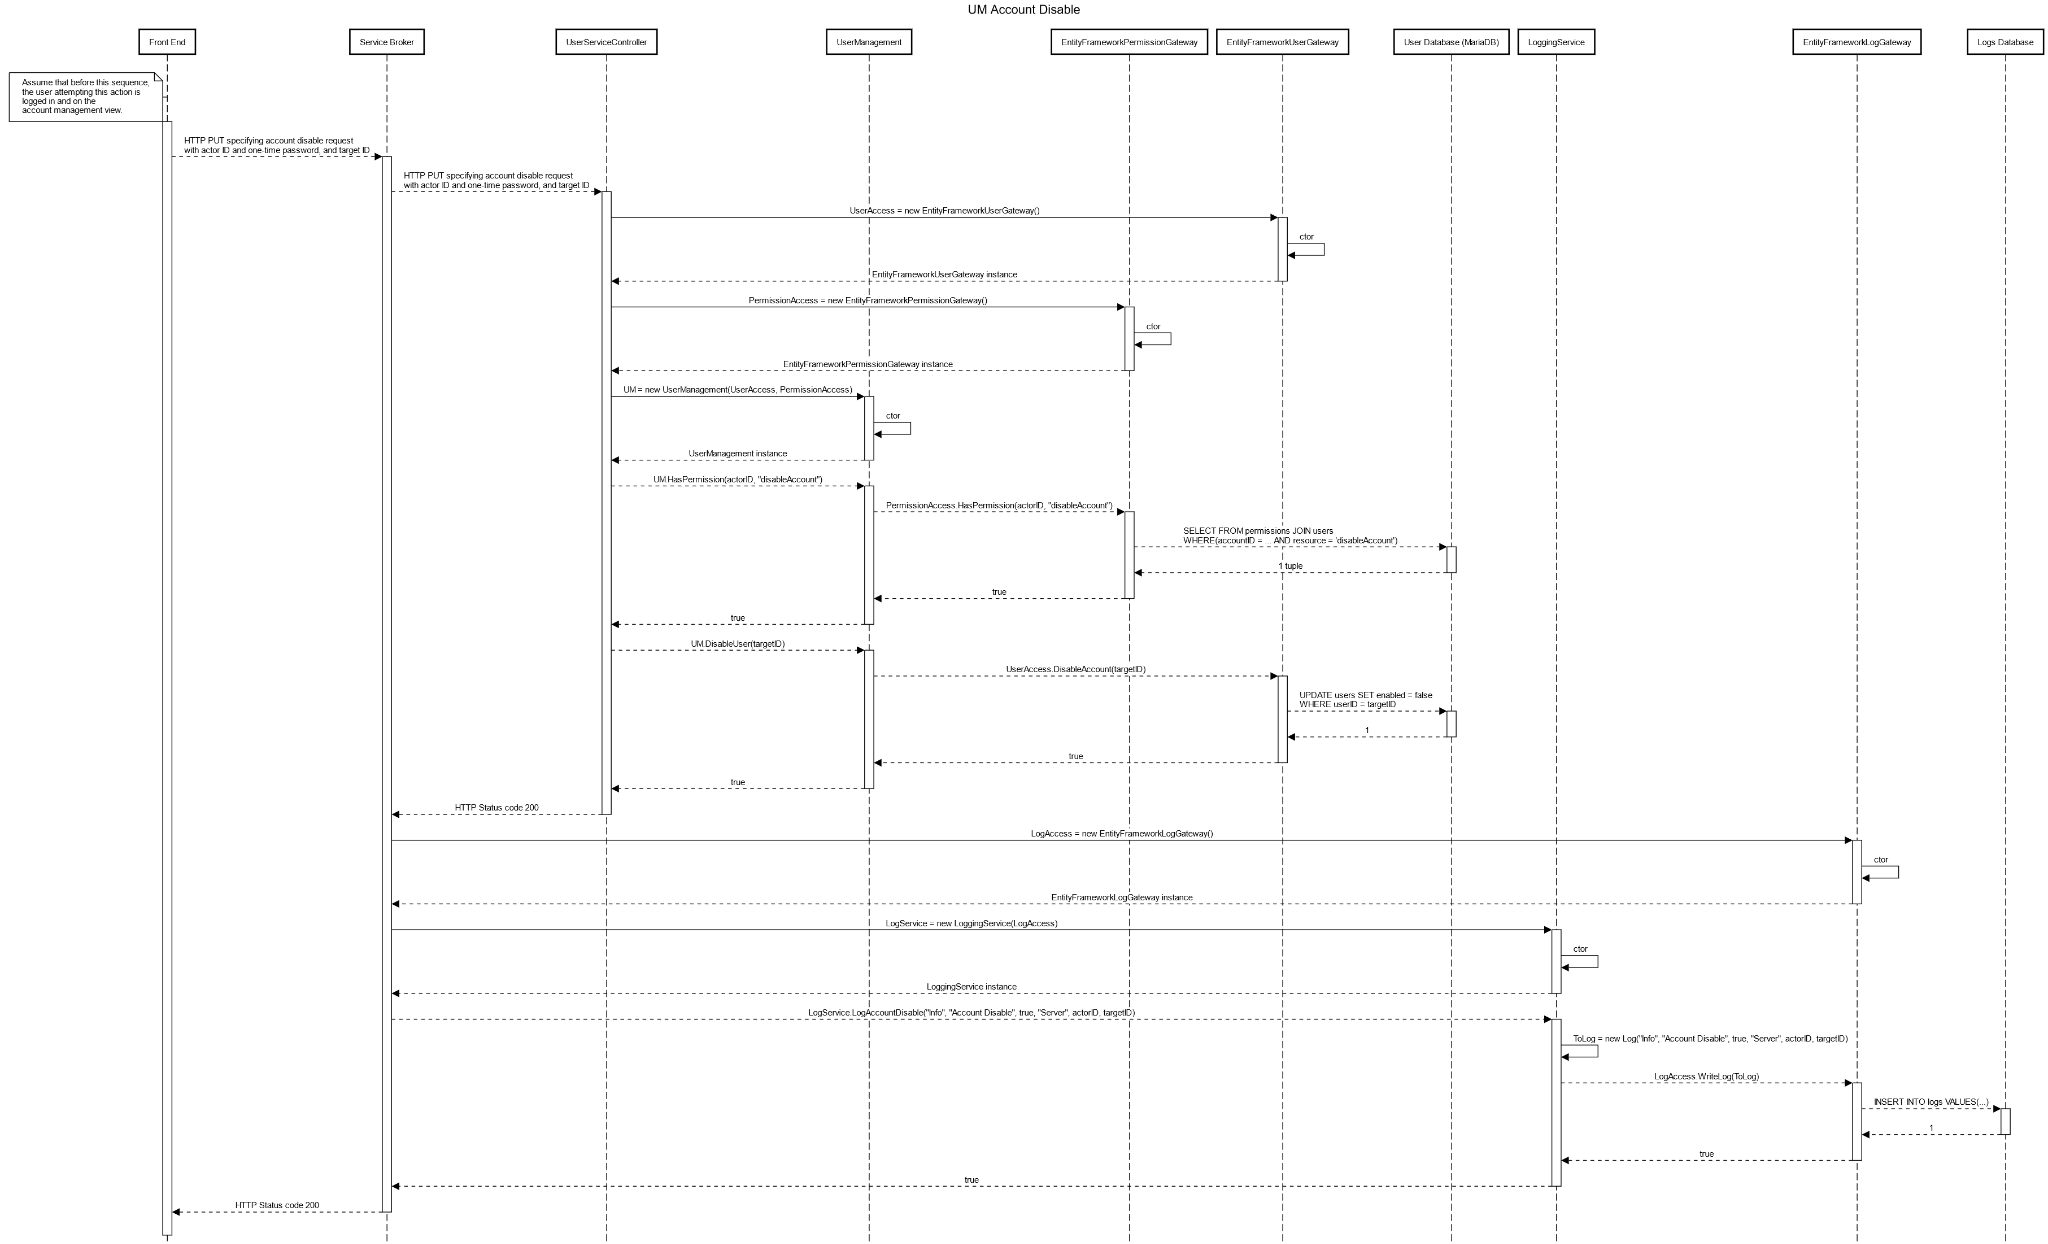 UM Account Disable
Front End
Service Broker
UserServiceController
UserManagement
EntityFrameworkPermissionGateway
EntityFrameworkUserGateway
User Database (MariaDB)
LoggingService
EntityFrameworkLogGateway
Logs Database
Assume that before this sequence,
the user attempting this action is
logged in and on the
account management view.
HTTP PUT specifying account disable request
with actor ID and one-time password, and target ID
HTTP PUT specifying account disable request
with actor ID and one-time password, and target ID
UserAccess = new EntityFrameworkUserGateway()
ctor
EntityFrameworkUserGateway instance
PermissionAccess = new EntityFrameworkPermissionGateway()
ctor
EntityFrameworkPermissionGateway instance
UM = new UserManagement(UserAccess, PermissionAccess)
ctor
UserManagement instance
UM.HasPermission(actorID, "disableAccount")
PermissionAccess.HasPermission(actorID, "disableAccount")
SELECT FROM permissions JOIN users
WHERE(accountID = ... AND resource = 'disableAccount')
1 tuple
true
true
UM.DisableUser(targetID)
UserAccess.DisableAccount(targetID)
UPDATE users SET enabled = false
WHERE userID = targetID
1
true
true
HTTP Status code 200
LogAccess = new EntityFrameworkLogGateway()
ctor
EntityFrameworkLogGateway instance
LogService = new LoggingService(LogAccess)
ctor
LoggingService instance
LogService.LogAccountDisable("Info", "Account Disable", true, "Server", actorID, targetID)
ToLog = new Log("Info", "Account Disable", true, "Server", actorID, targetID)
LogAccess.WriteLog(ToLog)
INSERT INTO logs VALUES(...)
1
true
true
HTTP Status code 200